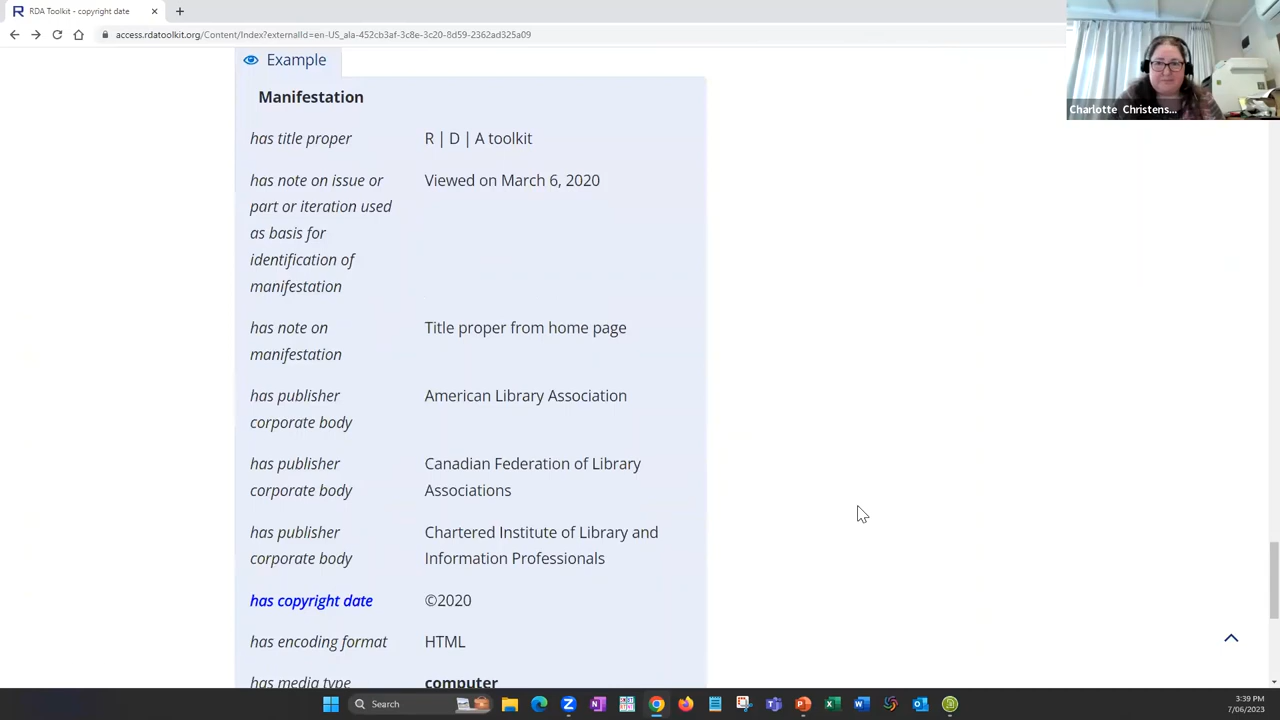 RDA Toolkit - copyright date
access.rdatoolkit.org/Content/Index?externalId=en-US_ala-452cb3af-3c8e-3c20-8d59-2362ad325a09
Charlotte Christens...
Example
Manifestation
has title proper R | D | A toolkit
has note on issue or Viewed on March 6, 2020
part or iteration used
as basis for
identification of
manifestation
has note on Title proper from home page
manifestation
has publisher American Library Association
corporate body
has publisher Canadian Federation of Library
corporate body Associations
has publisher Chartered Institute of Library and
corporate body Information Professionals
has copyright date ©2020
has encoding format HTML
has media type computer
Search
3:39 PM
7/06/2023